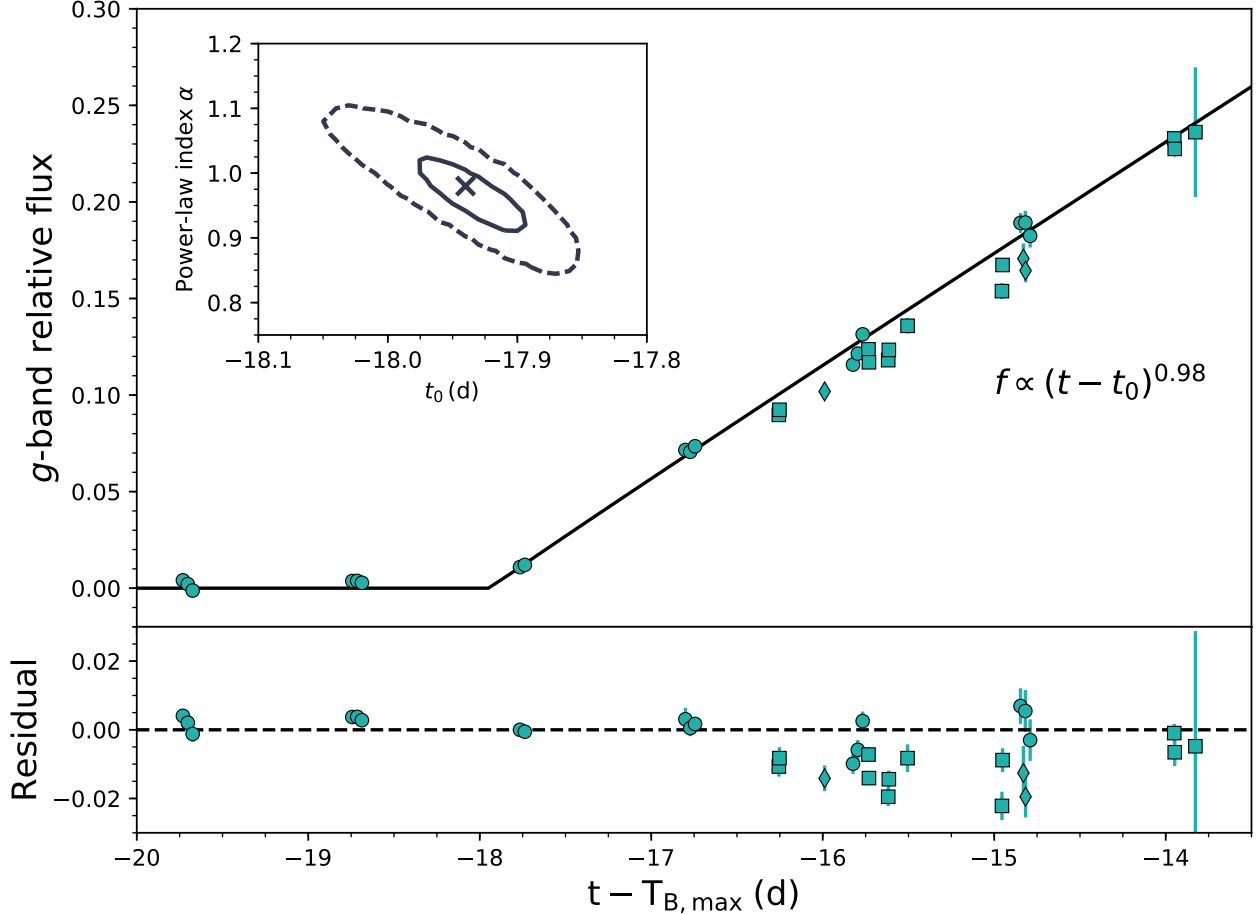 0.30
0.25
0.20
0.15
0.10
0.05
0.00
g-band relative flux
1.2
1.1
1.0
0.9
0.8
Power-law index α
−18.1 −18.0 −17.9 −17.8
t₀ (d)
f ∝ (t − t₀)^0.98
0.02
0.00
−0.02
Residual
−20 −19 −18 −17 −16 −15 −14
t − T_B, max (d)